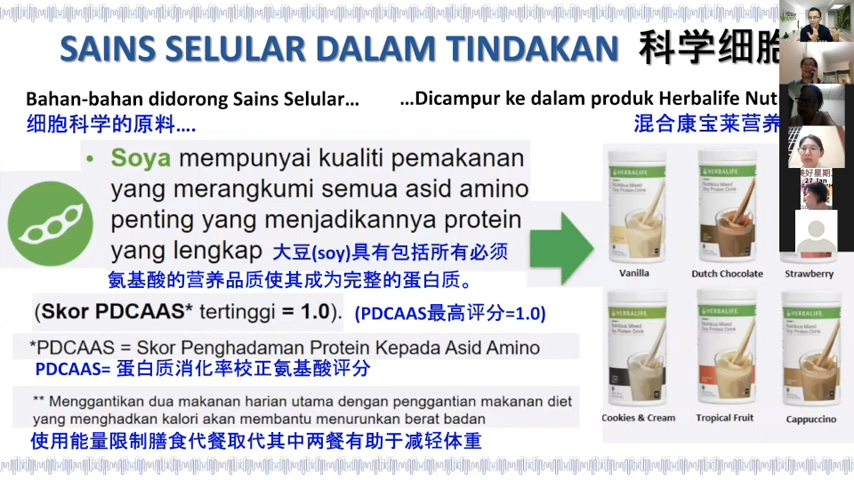 SAINS SELULAR DALAM TINDAKAN 科学细胞
Bahan-bahan didorong Sains Selular…
…Dicampur ke dalam produk Herbalife Nut
细胞科学的原料….
混合康宝莱营养
• Soya mempunyai kualiti pemakanan
yang merangkumi semua asid amino
penting yang menjadikannya protein
yang lengkap 大豆(soy)具有包括所有必须
氨基酸的营养品质使其成为完整的蛋白质。
(Skor PDCAAS* tertinggi = 1.0). (PDCAAS最高评分=1.0)
*PDCAAS = Skor Penghadaman Protein Kepada Asid Amino
PDCAAS= 蛋白质消化率校正氨基酸评分
** Menggantikan dua makanan harian utama dengan penggantian makanan diet
yang menghadkan kalori akan membantu menurunkan berat badan
使用能量限制膳食代餐取代其中两餐有助于减轻体重
HERBALIFE
HERBALIFE
Vanilla
Dutch Chocolate
Strawberry
HERBALIFE
HERBALIFE
HERBALIFE
Cookies & Cream
Tropical Fruit
Cappuccino
美好星期
27 Jan